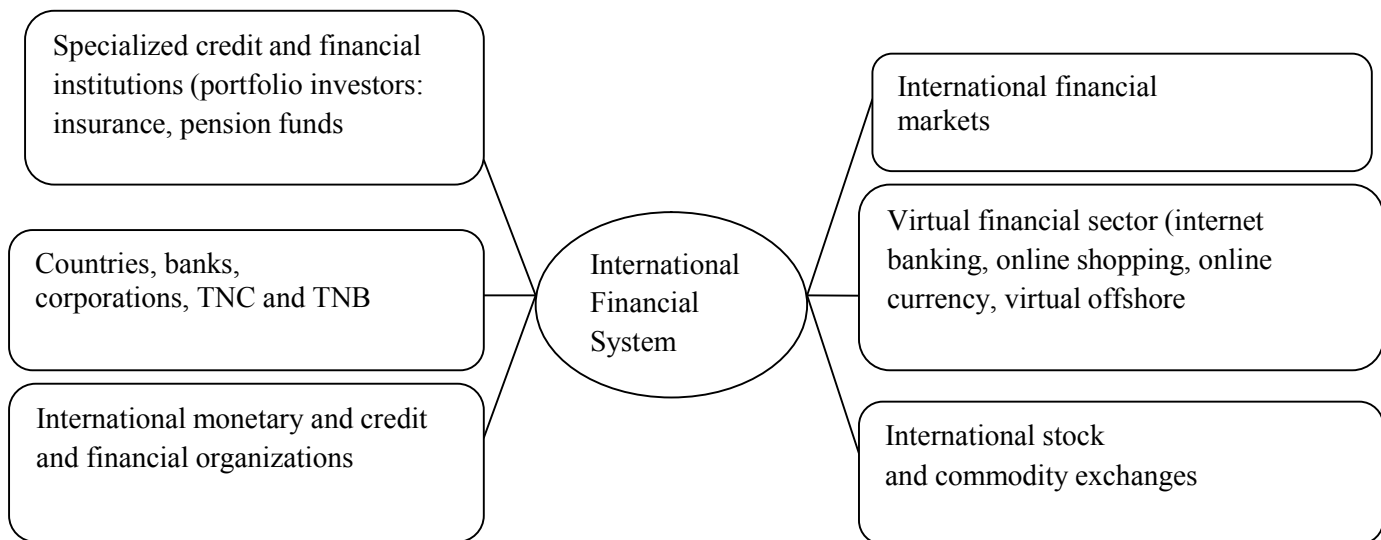 Specialized credit and financial
institutions (portfolio investors:
insurance, pension funds
Countries, banks,
corporations, TNC and TNB
International monetary and credit
and financial organizations
International
Financial
System
International financial
markets
Virtual financial sector (internet
banking, online shopping, online
currency, virtual offshore
International stock
and commodity exchanges